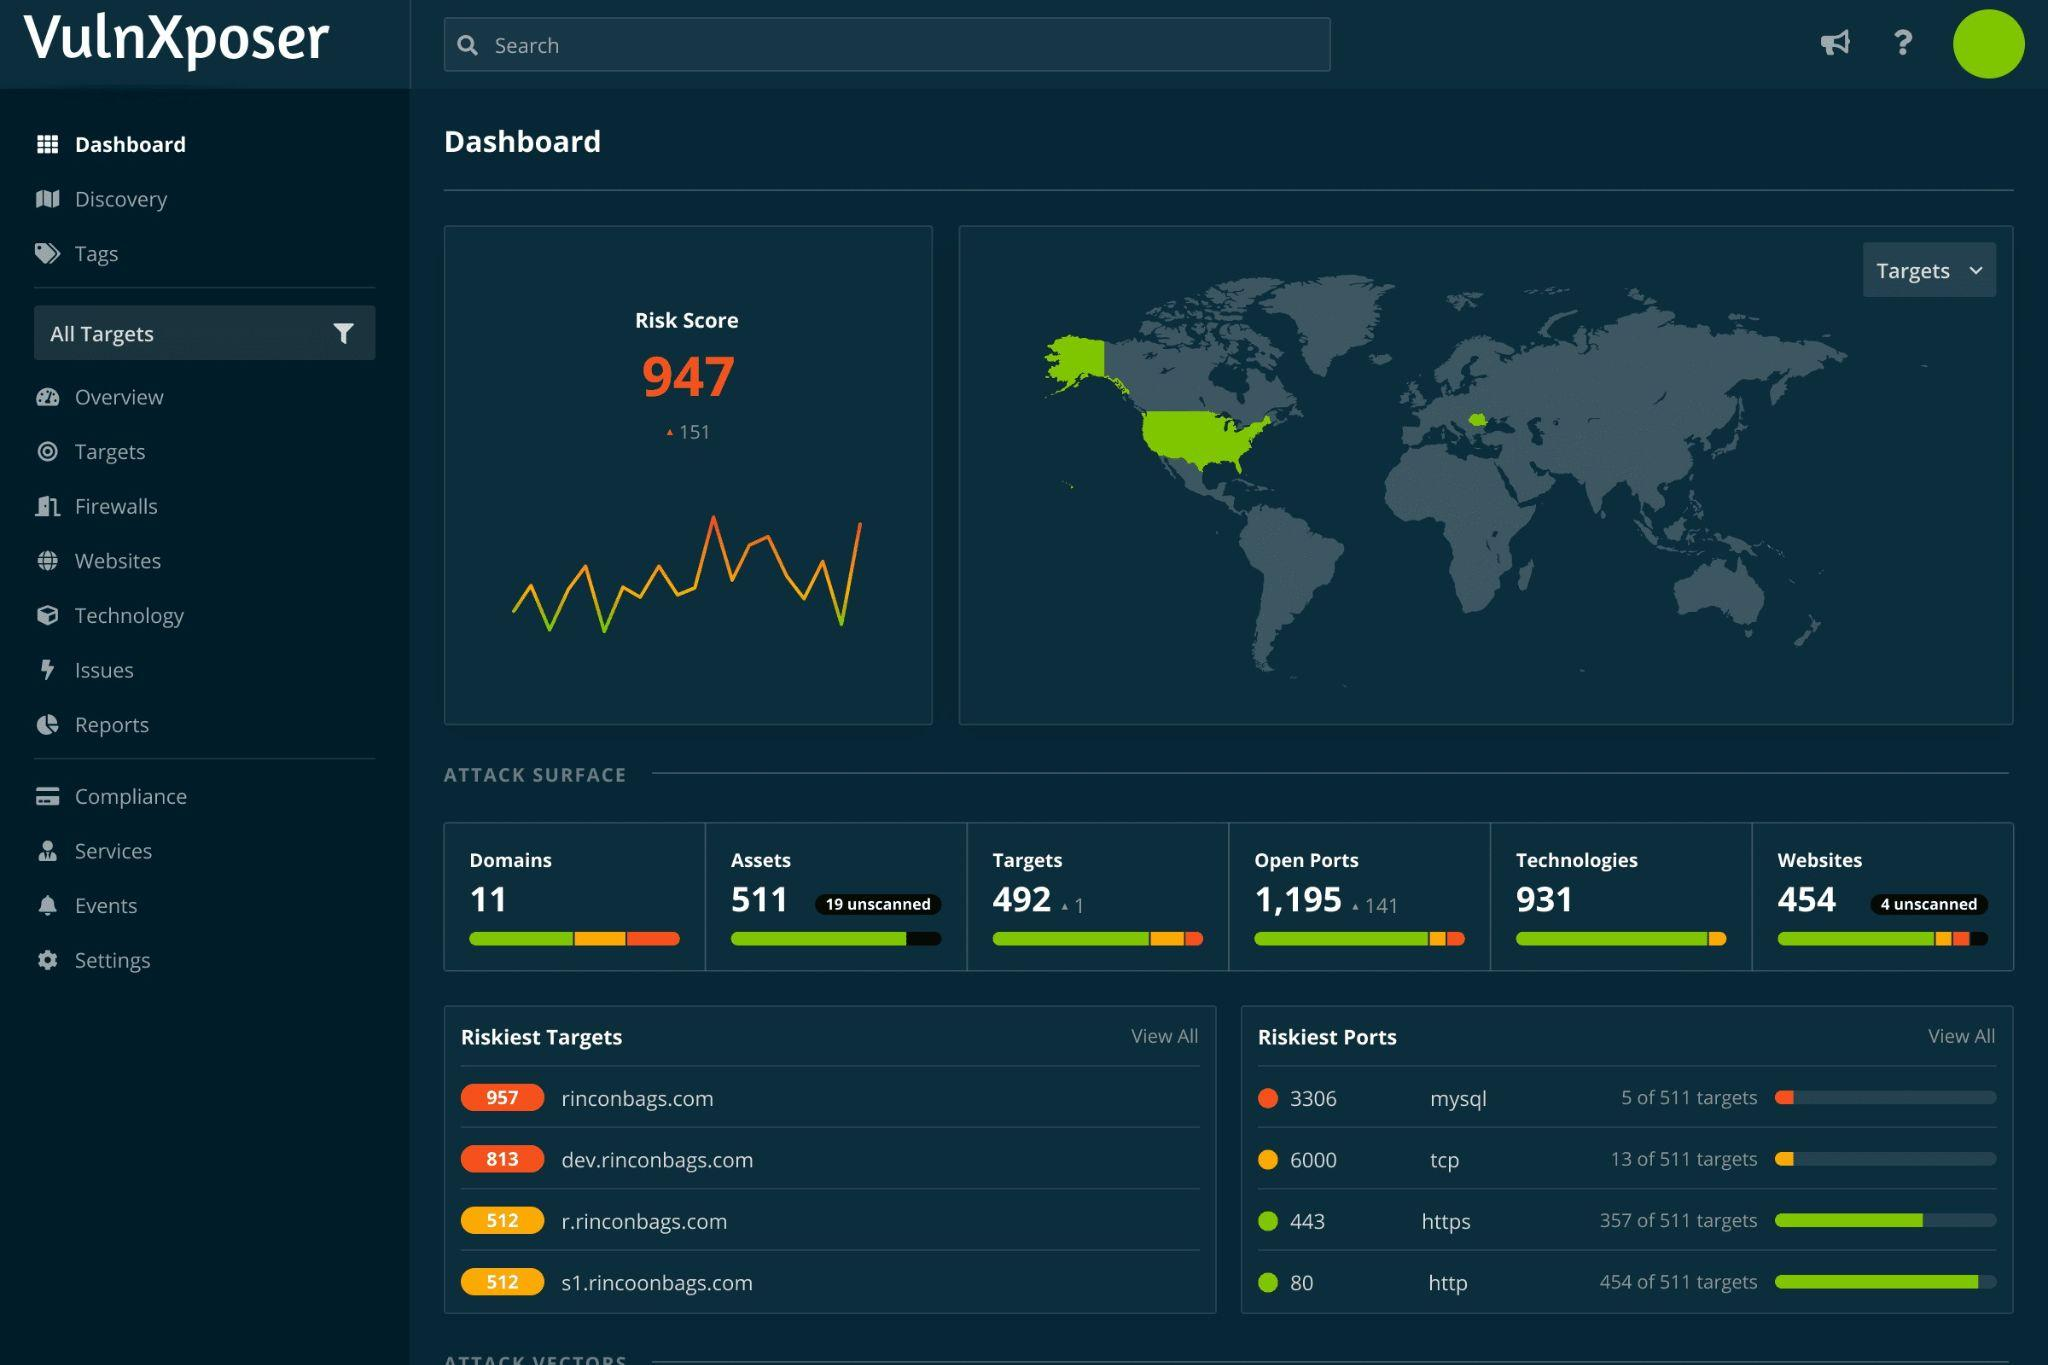 VulnXposer
Search
Dashboard
Discovery
Tags
All Targets
Overview
Targets
Firewalls
Websites
Technology
Issues
Reports
Compliance
Services
Events
Settings
Dashboard
Risk Score
947
▲ 151
Targets
ATTACK SURFACE
Domains
11
Assets
511 19 unscanned
Targets
492 ▲ 1
Open Ports
1,195 ▲ 141
Technologies
931
Websites
454 4 unscanned
Riskiest Targets View All
957 rinconbags.com
813 dev.rinconbags.com
512 r.rinconbags.com
512 s1.rincoonbags.com
Riskiest Ports View All
3306 mysql 5 of 511 targets
6000 tcp 13 of 511 targets
443 https 357 of 511 targets
80 http 454 of 511 targets
ATTACK VECTORS